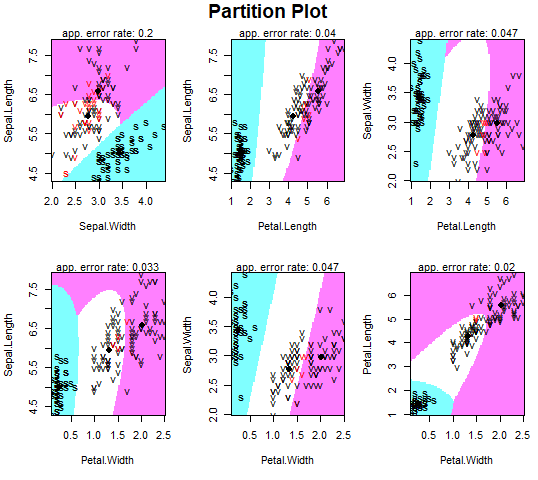 Partition Plot
app. error rate: 0.2
app. error rate: 0.04
app. error rate: 0.047
Sepal.Length
4.5 5.5 6.5 7.5
2.0 2.5 3.0 3.5 4.0
Sepal.Width
Sepal.Length
4.5 5.5 6.5 7.5
1 2 3 4 5 6
Petal.Length
Sepal.Width
2.0 2.5 3.0 3.5 4.0
1 2 3 4 5 6
Petal.Length
app. error rate: 0.033
app. error rate: 0.047
app. error rate: 0.02
Sepal.Length
4.5 5.5 6.5 7.5
0.5 1.0 1.5 2.0 2.5
Petal.Width
Sepal.Width
2.0 2.5 3.0 3.5 4.0
0.5 1.0 1.5 2.0 2.5
Petal.Width
Petal.Length
1 2 3 4 5 6
0.5 1.0 1.5 2.0 2.5
Petal.Width